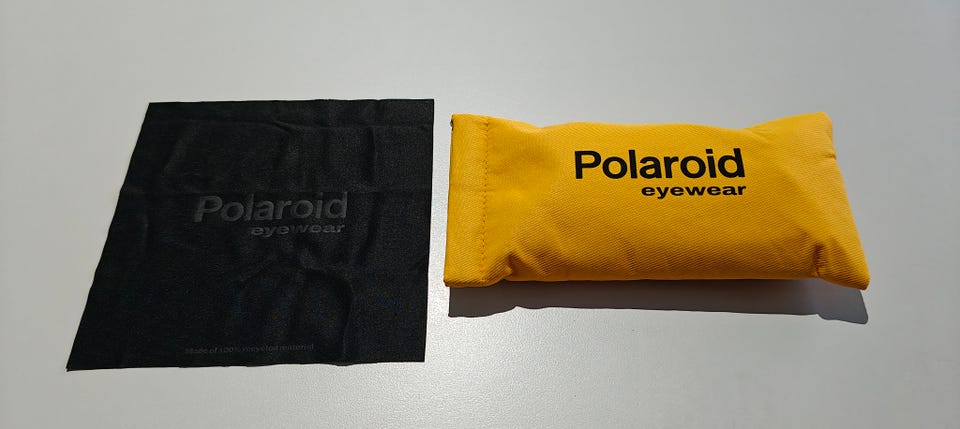 Polaroid
eyewear
Made of 100% recycled material
Polaroid
eyewear